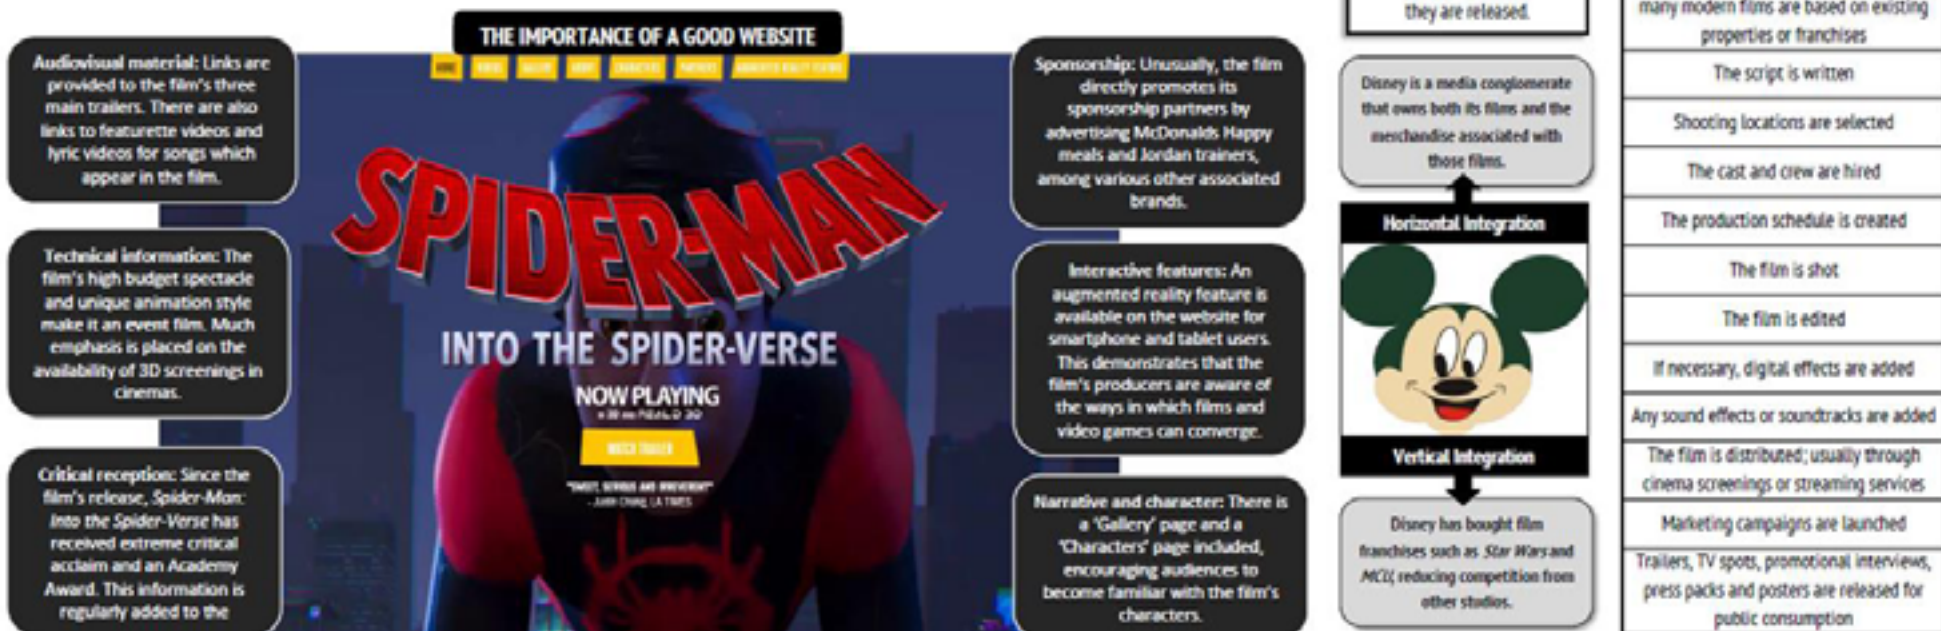 THE IMPORTANCE OF A GOOD WEBSITE
Audiovisual material: Links are
provided to the film's three
main trailers. There are also
links to featurette videos and
lyric videos for songs which
appear in the film.
Technical information: The
film's high budget spectacle
and unique animation style
make it an event film. Much
emphasis is placed on the
availability of 3D screenings in
cinemas.
Critical reception: Since the
film's release, Spider-Man:
Into the Spider-Verse has
received extreme critical
acclaim and an Academy
Award. This information is
regularly added to the
HOME VIDEOS GALLERY ABOUT CHARACTERS PARTNERS
SPIDER-MAN
INTO THE SPIDER-VERSE
NOW PLAYING
WATCH TRAILER
"SWEET, SERIOUS AND IRREVERENT"
- JUSTIN CHANG, LA TIMES
Sponsorship: Unusually, the film
directly promotes its
sponsorship partners by
advertising McDonalds Happy
meals and Jordan trainers,
among various other associated
brands.
Interactive features: An
augmented reality feature is
available on the website for
smartphone and tablet users.
This demonstrates that the
film's producers are aware of
the ways in which films and
video games can converge.
Narrative and character: There is
a 'Gallery' page and a
'Characters' page included,
encouraging audiences to
become familiar with the film's
characters.
they are released.
Disney is a media conglomerate
that owns both its films and the
merchandise associated with
those films.
Horizontal Integration
Vertical Integration
Disney has bought film
franchises such as Star Wars and
MCU, reducing competition from
other studios.
many modern films are based on existing
properties or franchises
The script is written
Shooting locations are selected
The cast and crew are hired
The production schedule is created
The film is shot
The film is edited
If necessary, digital effects are added
Any sound effects or soundtracks are added
The film is distributed; usually through
cinema screenings or streaming services
Marketing campaigns are launched
Trailers, TV spots, promotional interviews,
press packs and posters are released for
public consumption